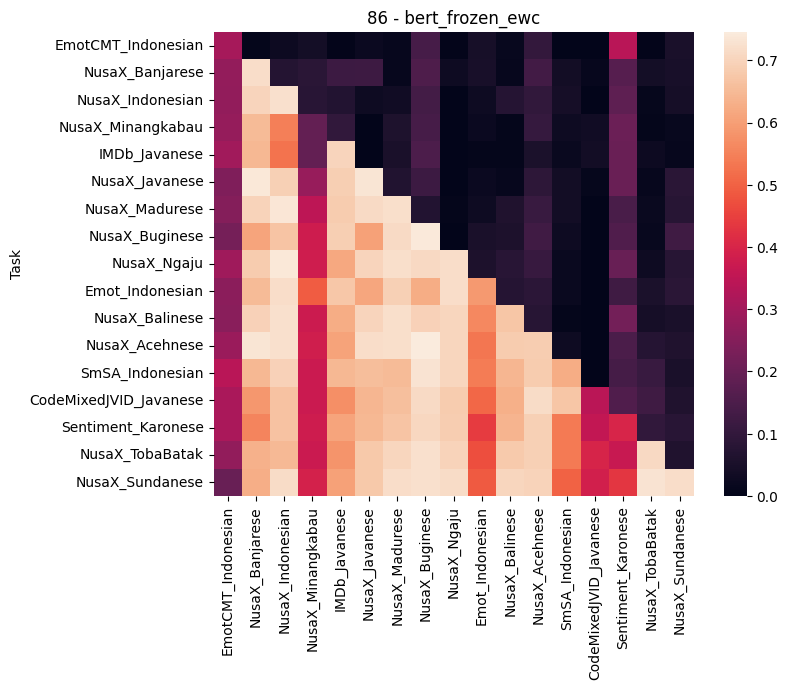 86 - bert_frozen_ewc
Task
EmotCMT_Indonesian
NusaX_Banjarese
NusaX_Indonesian
NusaX_Minangkabau
IMDb_Javanese
NusaX_Javanese
NusaX_Madurese
NusaX_Buginese
NusaX_Ngaju
Emot_Indonesian
NusaX_Balinese
NusaX_Acehnese
SmSA_Indonesian
CodeMixedJVID_Javanese
Sentiment_Karonese
NusaX_TobaBatak
NusaX_Sundanese
EmotCMT_Indonesian
NusaX_Banjarese
NusaX_Indonesian
NusaX_Minangkabau
IMDb_Javanese
NusaX_Javanese
NusaX_Madurese
NusaX_Buginese
NusaX_Ngaju
Emot_Indonesian
NusaX_Balinese
NusaX_Acehnese
SmSA_Indonesian
CodeMixedJVID_Javanese
Sentiment_Karonese
NusaX_TobaBatak
NusaX_Sundanese
0.7
0.6
0.5
0.4
0.3
0.2
0.1
0.0